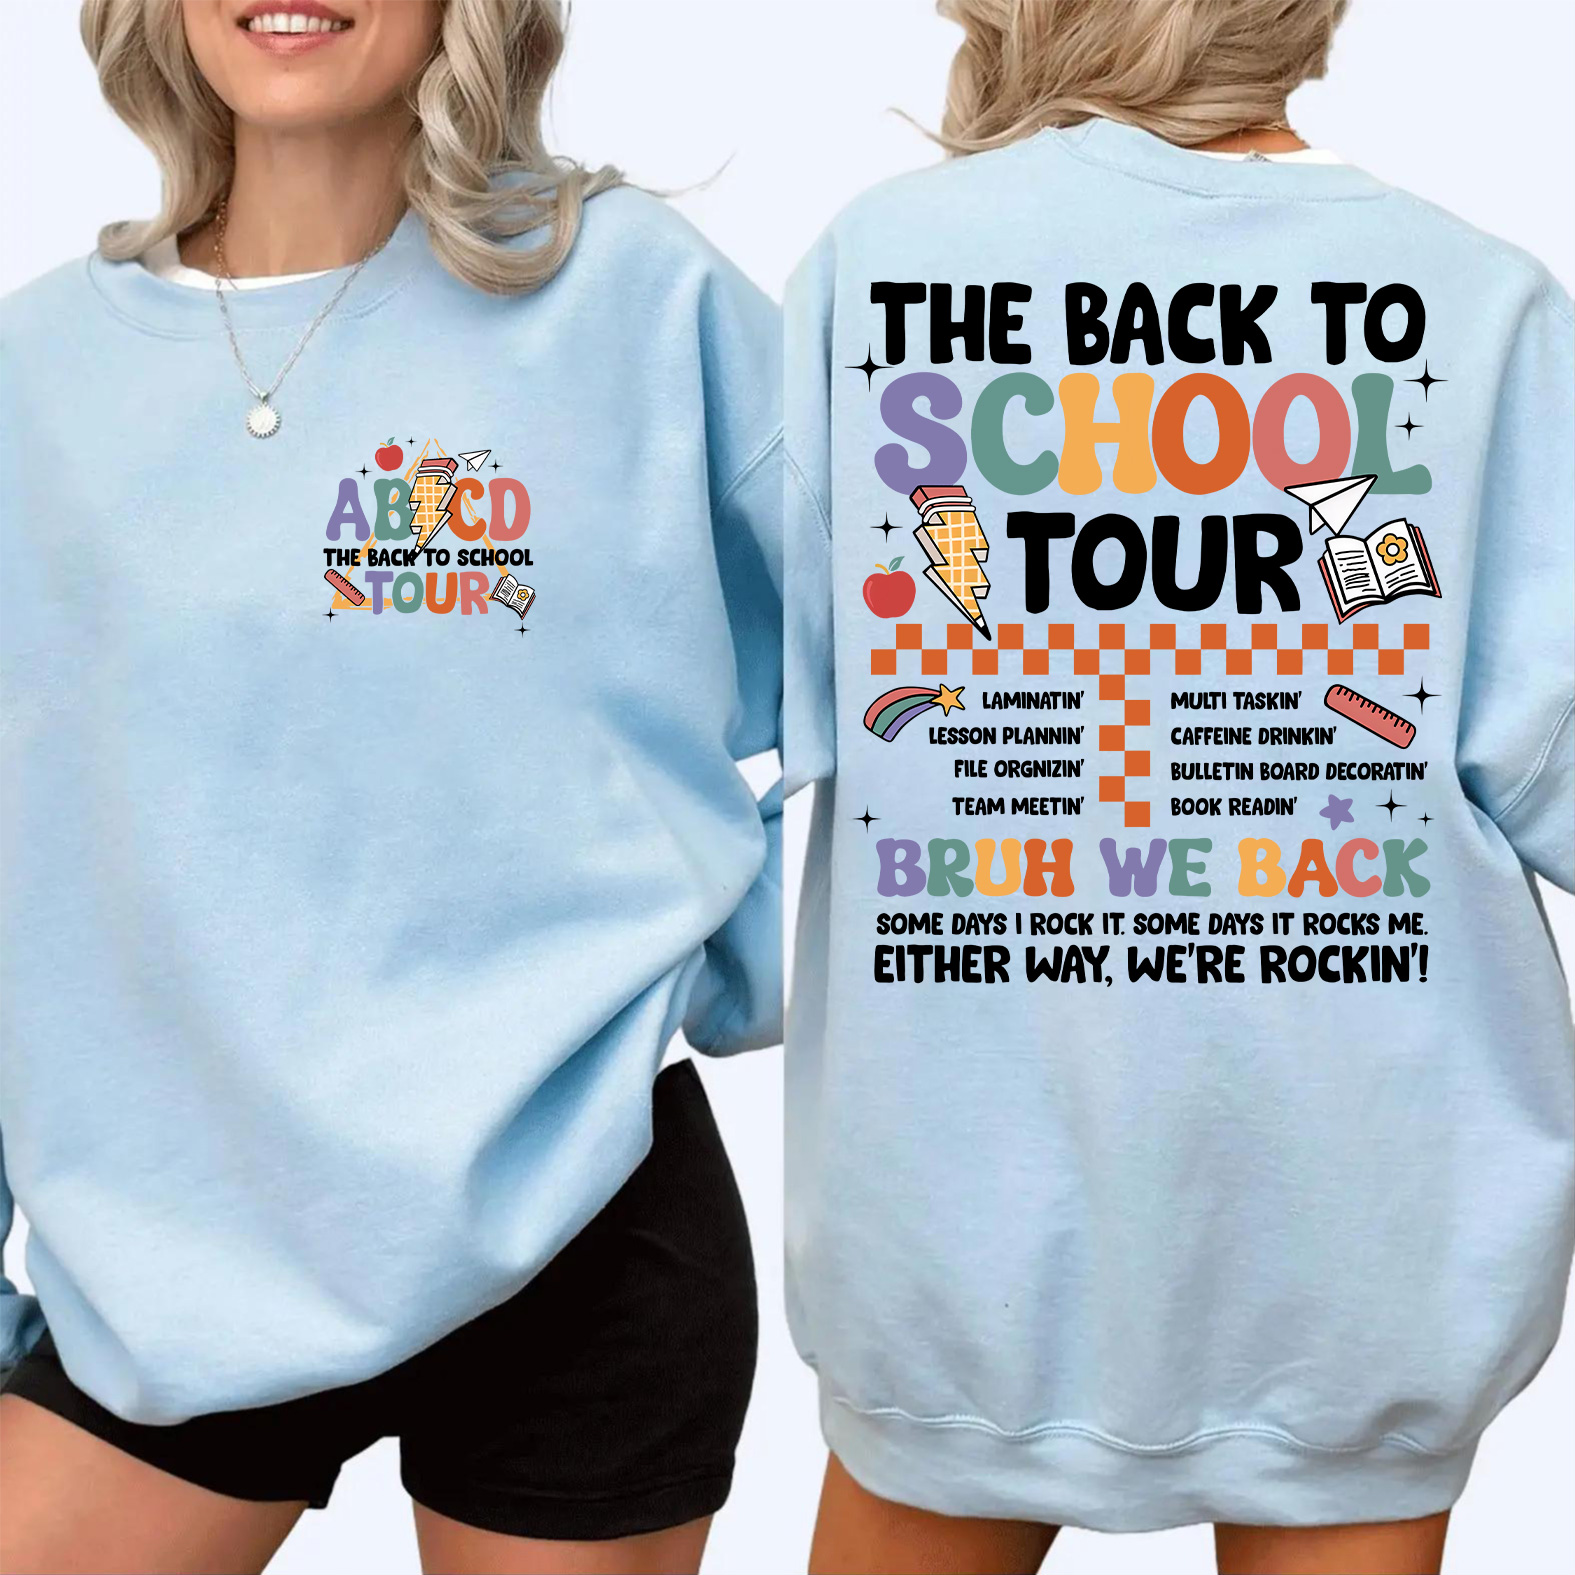 AB CD
THE BACK TO SCHOOL
TOUR
THE BACK TO
SCHOOL
TOUR
LAMINATIN'
LESSON PLANNIN'
FILE ORGNIZIN'
TEAM MEETIN'
MULTI TASKIN'
CAFFEINE DRINKIN'
BULLETIN BOARD DECORATIN'
BOOK READIN'
BRUH WE BACK
SOME DAYS I ROCK IT. SOME DAYS IT ROCKS ME.
EITHER WAY, WE'RE ROCKIN'!